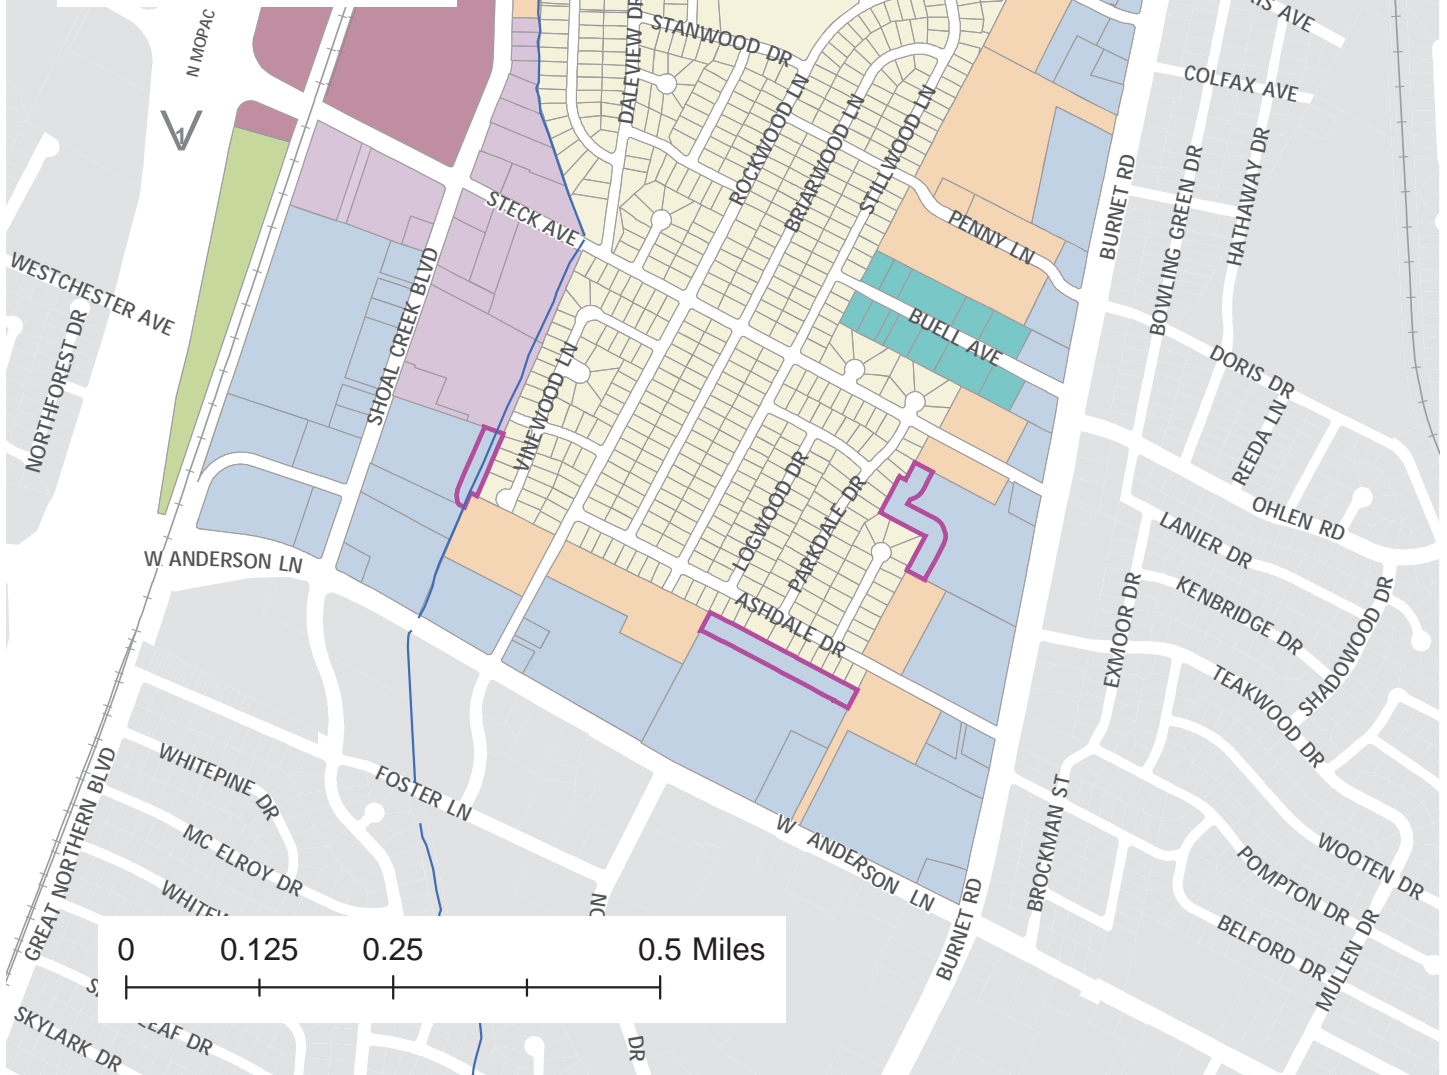 N MOPAC
DALEVIEW DR
STANWOOD DR
COLFAX AVE
1
ROCKWOOD LN
BRIARWOOD LN
STILLWOOD LN
BURNET RD
BOWLING GREEN DR
HATHAWAY DR
STECK AVE
PENNY LN
WESTCHESTER AVE
NORTHFOREST DR
SHOAL CREEK BLVD
BUELL AVE
DORIS DR
VINEWOOD LN
REEDA LN
LOGWOOD DR
PARKDALE DR
OHLEN RD
LANIER DR
W ANDERSON LN
ASHDALE DR
EXMOOR DR
KENBRIDGE DR
SHADOWOOD DR
TEAKWOOD DR
WHITEPINE DR
FOSTER LN
GREAT NORTHERN BLVD
MC ELROY DR
W ANDERSON LN
BROCKMAN ST
WOOTEN DR
POMPTON DR
BELFORD DR
MULLEN DR
BURNET RD
0 0.125 0.25 0.5 Miles
SKYLARK DR
DR